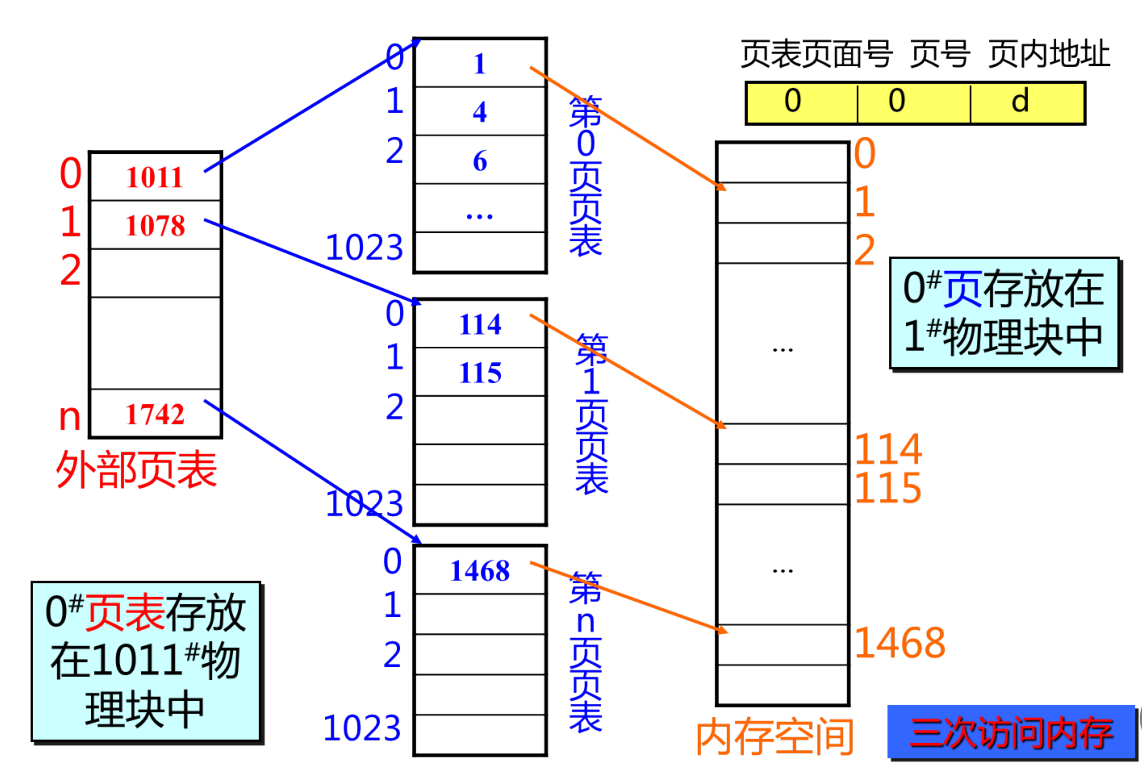 页表页面号 页号 页内地址
0 0 d
0 1011
1 1078
2
n 1742
外部页表
0 1
1 4
2 6
...
1023
第0页页表
0 114
1 115
2
1023
第1页页表
0 1468
1
2
1023
第n页页表
0
1
2
...
114
115
...
1468
内存空间
0#页存放在
1#物理块中
0#页表存放
在1011#物
理块中
三次访问内存